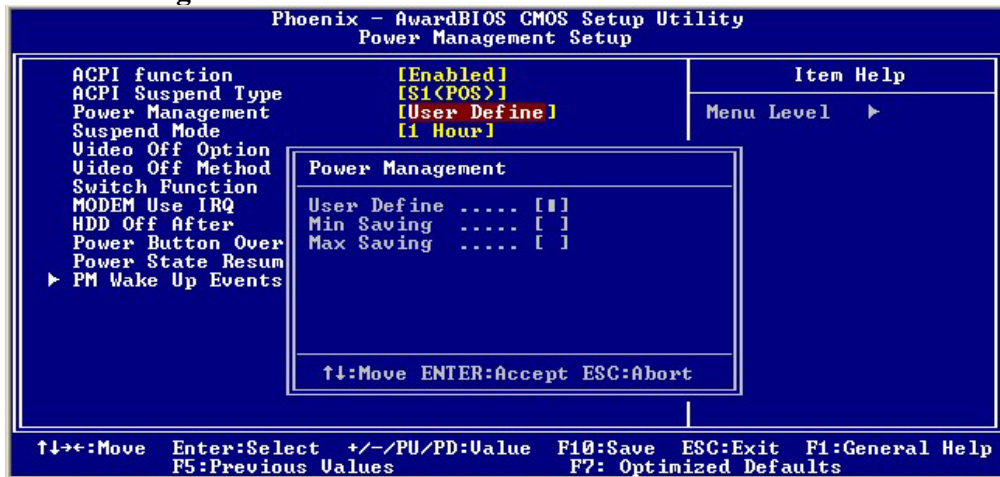 Phoenix – AwardBIOS CMOS Setup Utility
Power Management Setup
ACPI function [Enabled]
ACPI Suspend Type [S1(POS)]
Power Management [User Define]
Suspend Mode [1 Hour]
Video Off Option
Video Off Method
Switch Function
MODEM Use IRQ
HDD Off After
Power Button Over
Power State Resum
► PM Wake Up Events
Item Help
Menu Level ►
Power Management
User Define ..... [▮]
Min Saving ..... [ ]
Max Saving ..... [ ]
↑↓:Move ENTER:Accept ESC:Abort
↑↓→←:Move Enter:Select +/-/PU/PD:Value F10:Save ESC:Exit F1:General Help
F5:Previous Values F7: Optimized Defaults